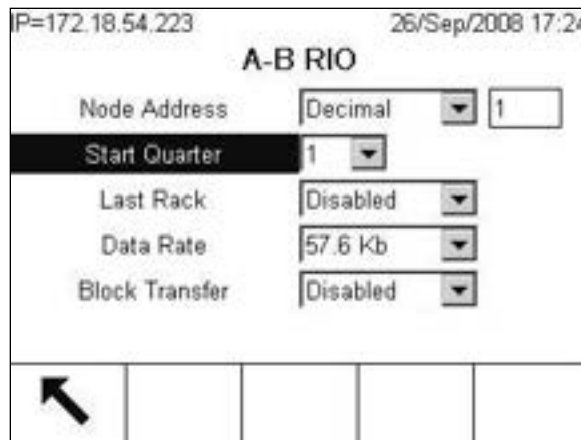 IP=172.18.54.223 26/Sep/2008 17:24
A-B RIO
Node Address Decimal 1
Start Quarter 1
Last Rack Disabled
Data Rate 57.6 Kb
Block Transfer Disabled